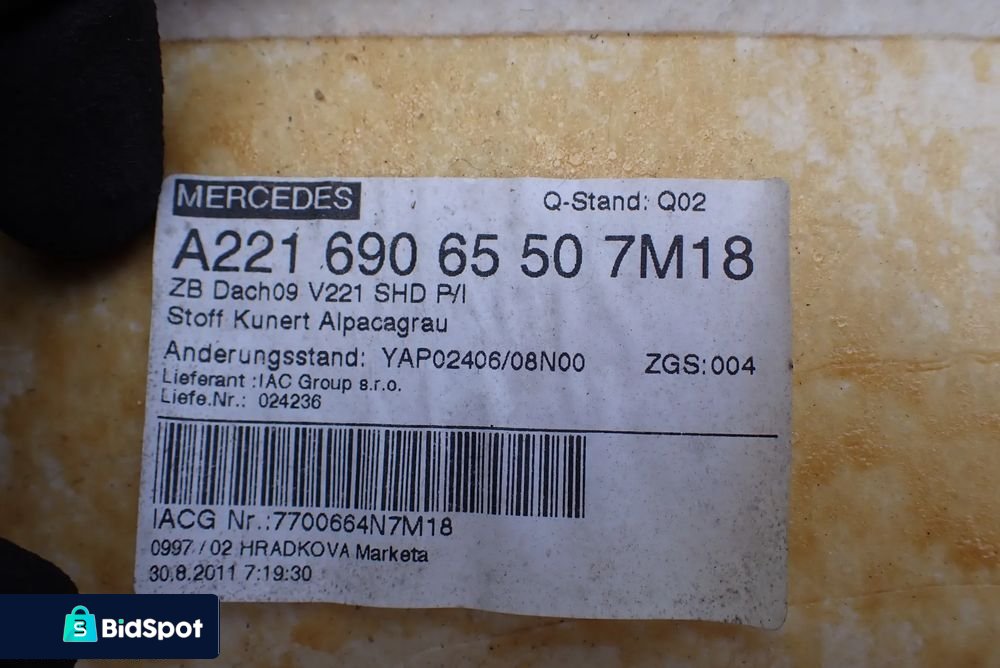 MERCEDES
Q-Stand: Q02
A221 690 65 50 7M18
ZB Dach09 V221 SHD P/I
Stoff Kunert Alpacagrau
Anderungsstand: YAP02406/08N00 ZGS:004
Lieferant :IAC Group s.r.o.
Liefe.Nr.: 024236
IACG Nr.:7700664N7M18
0997 / 02 HRADKOVA Marketa
30.8.2011 7:19:30
S BidSpot